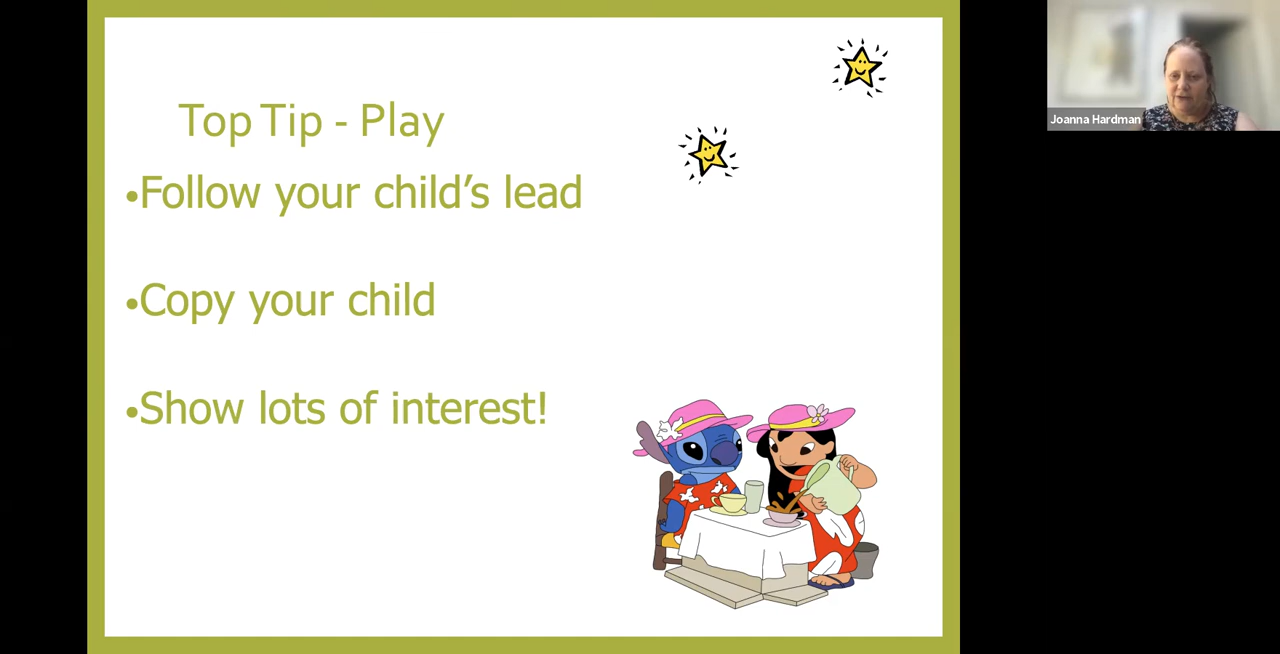 Top Tip - Play
•Follow your child’s lead
•Copy your child
•Show lots of interest!
Joanna Hardman